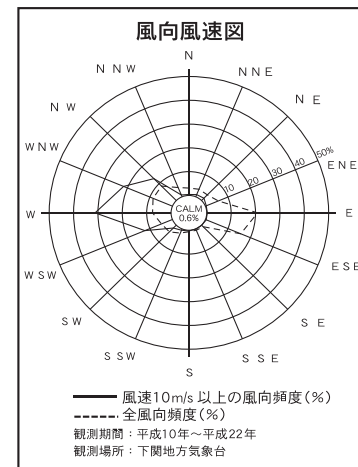 風向風速図
N
NNW
NNE
NW
NE
WNW
ENE
10 20 30 40 50%
W
CALM
0.6%
E
WSW
ESE
SW
SE
SSW
SSE
S
風速10m/s 以上の風向頻度(%)
全風向頻度(%)
観測期間:平成10年~平成22年
観測場所:下関地方気象台